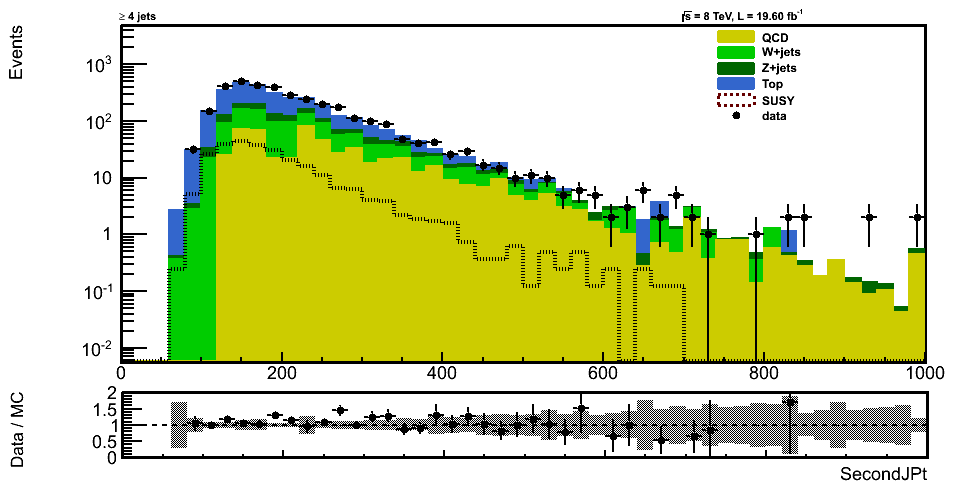 ≥ 4 jets
√s = 8 TeV, L = 19.60 fb⁻¹
Events
10³
10²
10
1
10⁻¹
10⁻²
QCD
W+jets
Z+jets
Top
SUSY
data
0 200 400 600 800 1000
Data / MC
2
1.5
1
0.5
0
SecondJPt